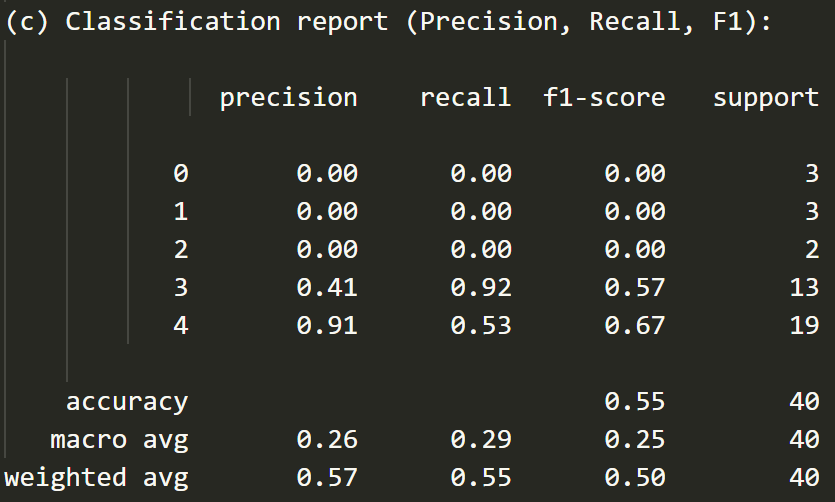 (c) Classification report (Precision, Recall, F1):
precision recall f1-score support
0 0.00 0.00 0.00 3
1 0.00 0.00 0.00 3
2 0.00 0.00 0.00 2
3 0.41 0.92 0.57 13
4 0.91 0.53 0.67 19
accuracy 0.55 40
macro avg 0.26 0.29 0.25 40
weighted avg 0.57 0.55 0.50 40